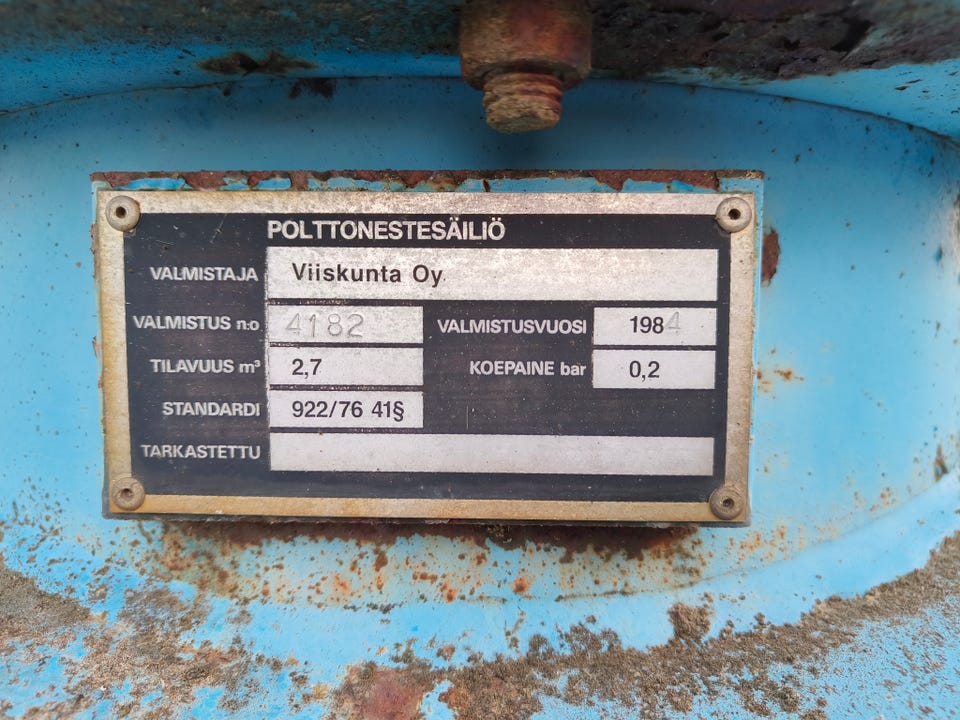 POLTTONESTESÄILIÖ
VALMISTAJA Viiskunta Oy
VALMISTUS n:o 4182 VALMISTUSVUOSI 1984
TILAVUUS m³ 2,7 KOEPAINE bar 0,2
STANDARDI 922/76 41§
TARKASTETTU